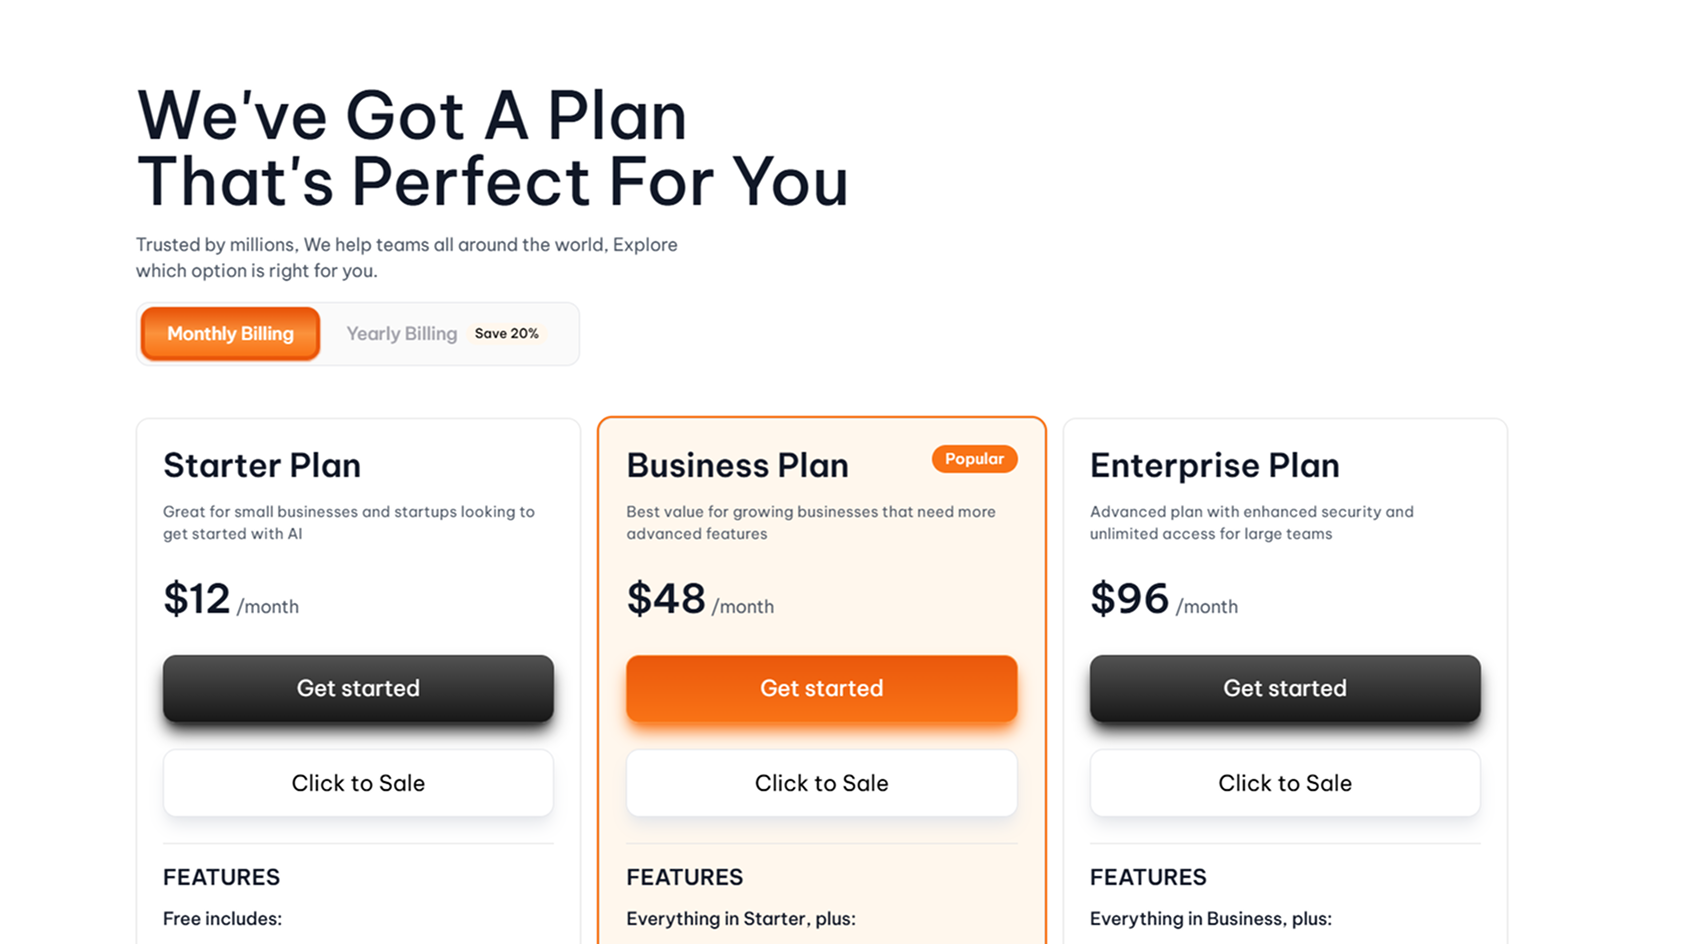 We've Got A Plan
That's Perfect For You
Trusted by millions, We help teams all around the world, Explore
which option is right for you.
Monthly Billing
Yearly Billing Save 20%
Starter Plan
Great for small businesses and startups looking to
get started with AI
$12 /month
Get started
Click to Sale
FEATURES
Free includes:
Business Plan
Popular
Best value for growing businesses that need more
advanced features
$48 /month
Get started
Click to Sale
FEATURES
Everything in Starter, plus:
Enterprise Plan
Advanced plan with enhanced security and
unlimited access for large teams
$96 /month
Get started
Click to Sale
FEATURES
Everything in Business, plus: